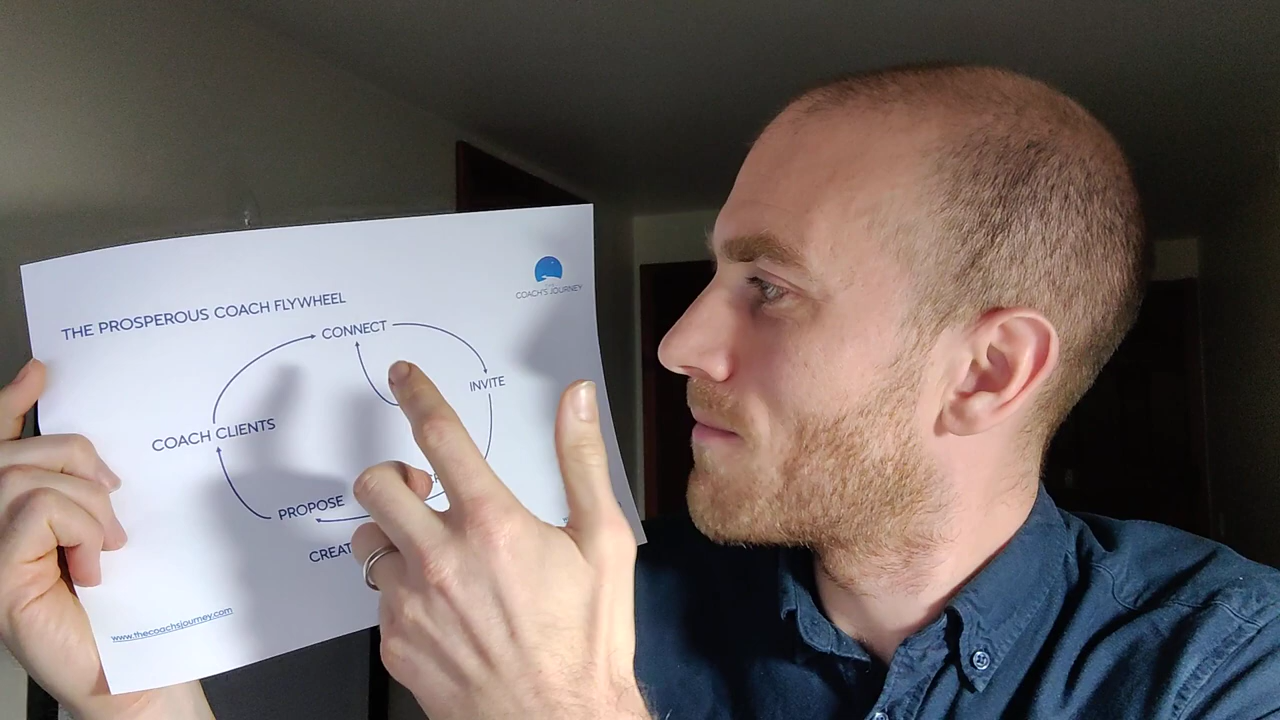 COACH'S JOURNEY
THE PROSPEROUS COACH FLYWHEEL
CONNECT
INVITE
COACH CLIENTS
PROPOSE
www.thecoachsjourney.com